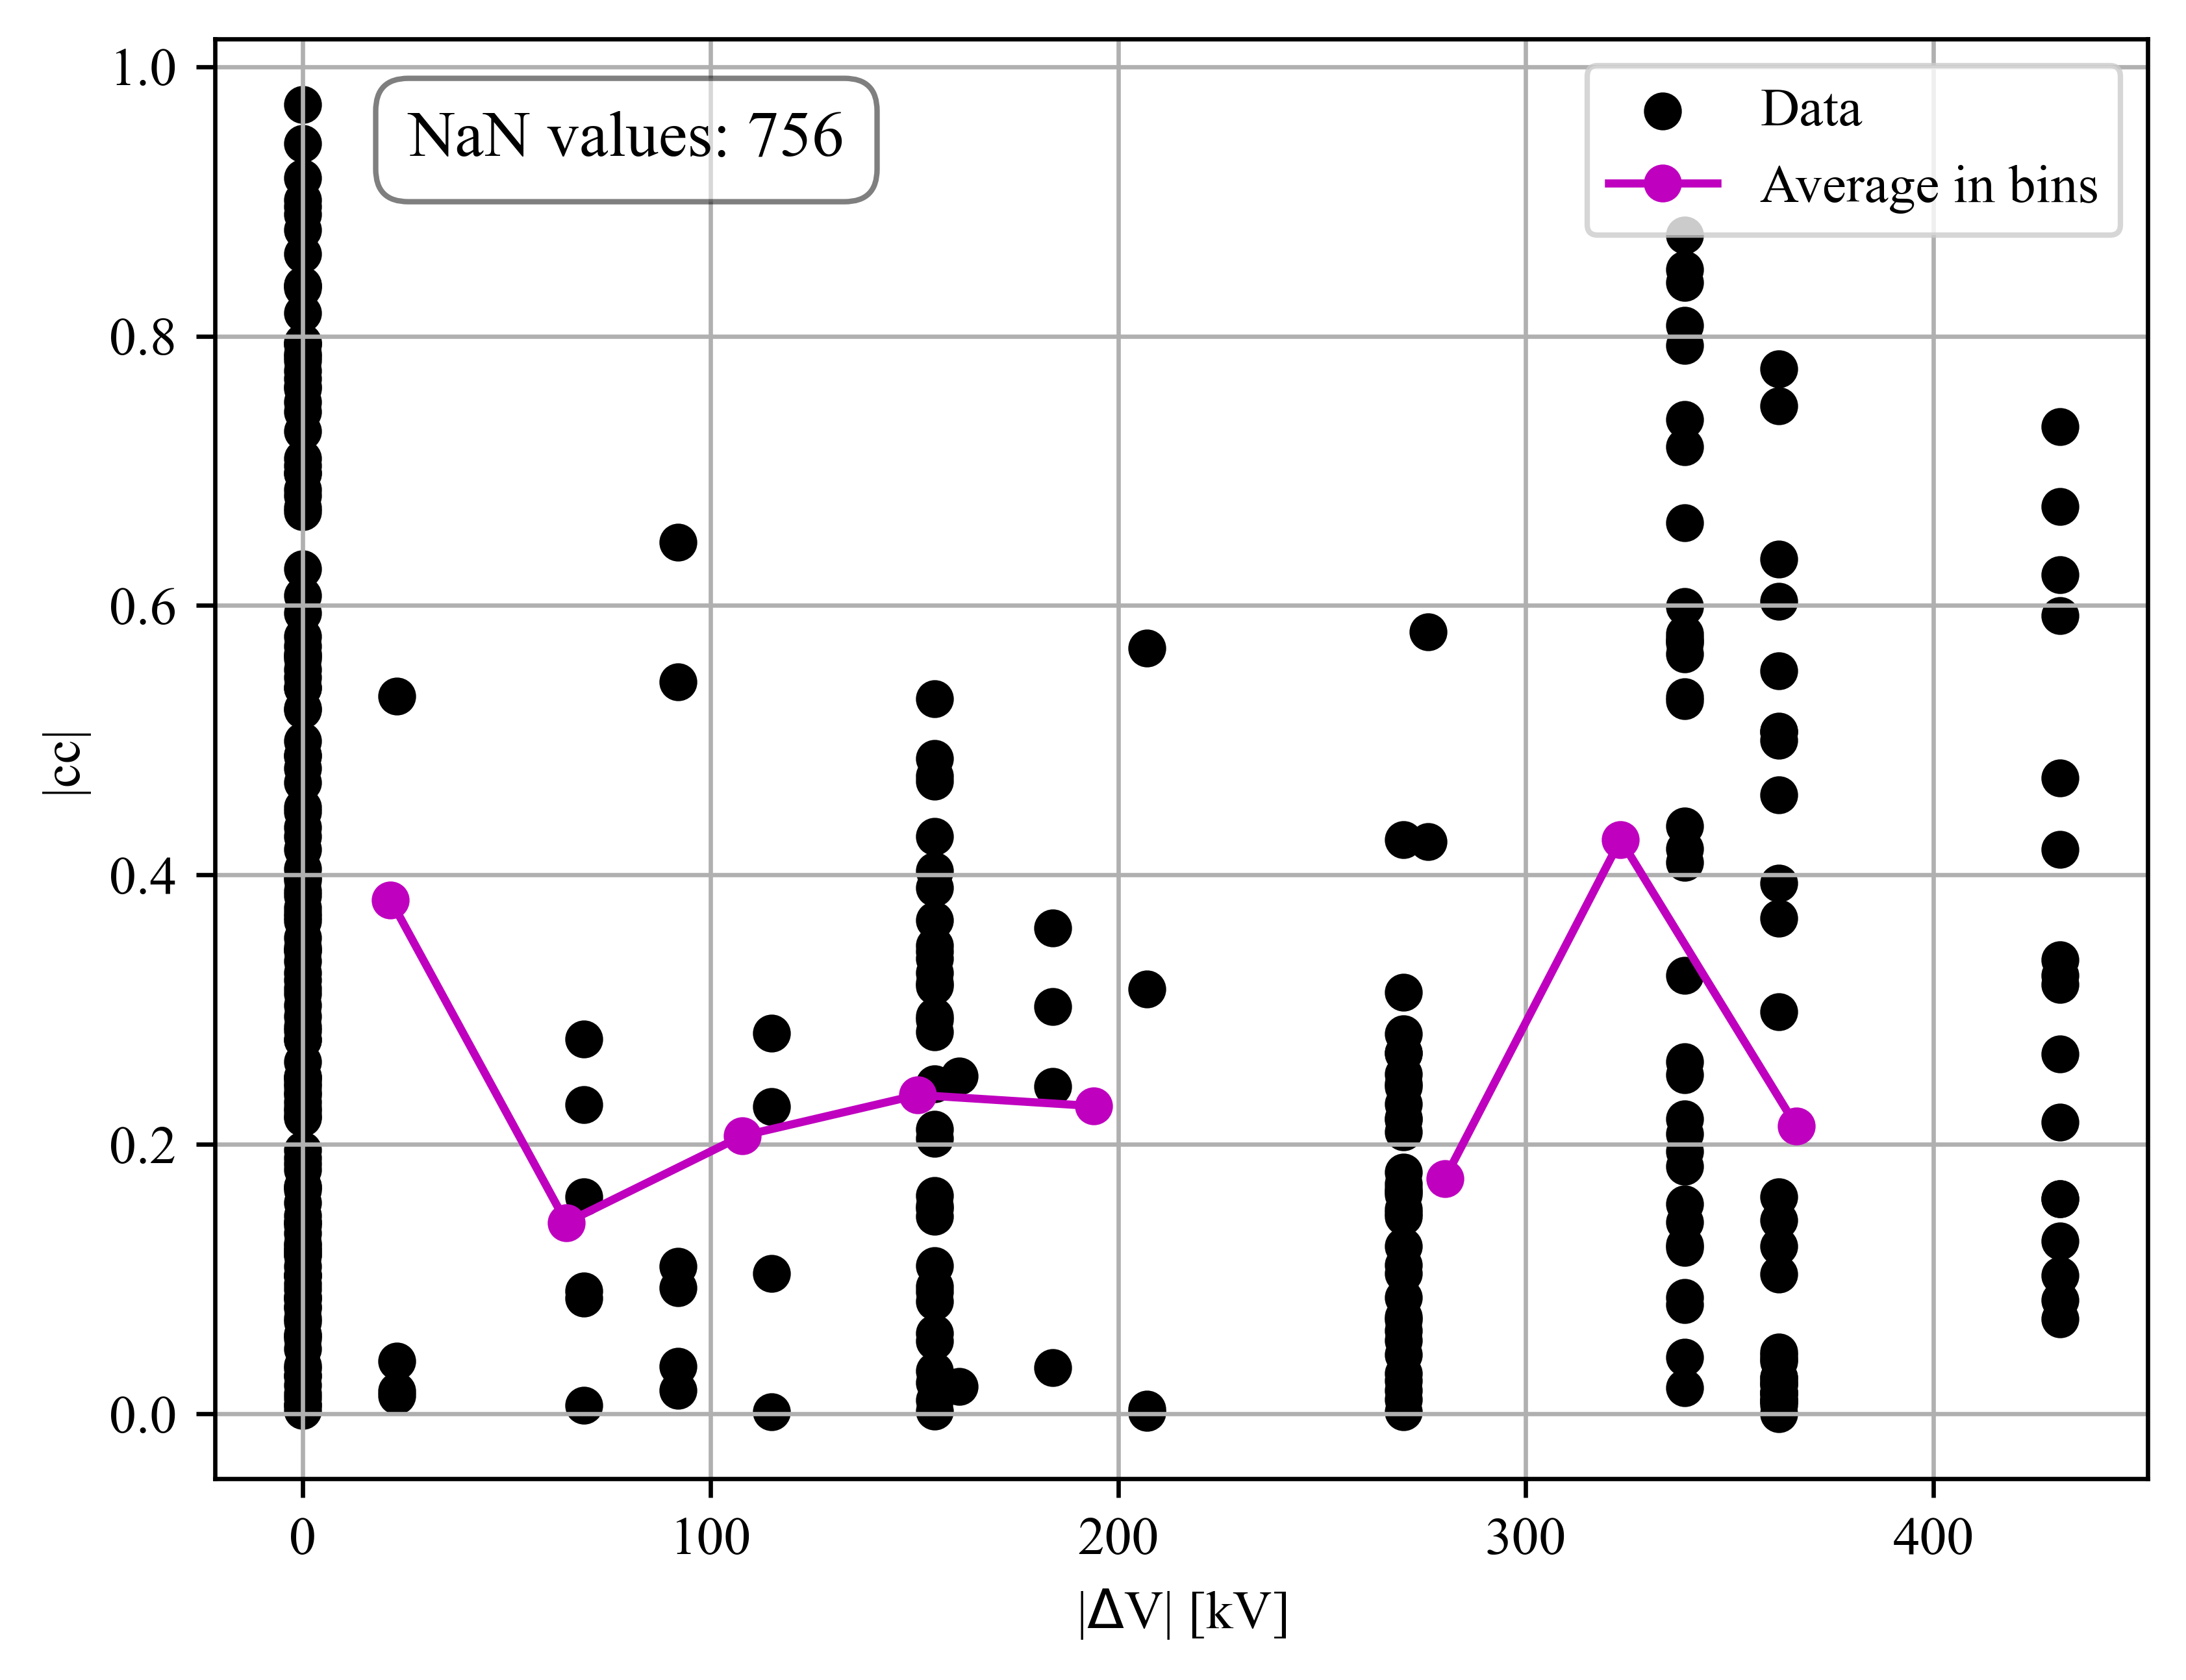 NaN values: 756
Data
Average in bins
1.0
0.8
0.6
0.4
0.2
0.0
|cc|
0 100 200 300 400
|ΔV| [kV]